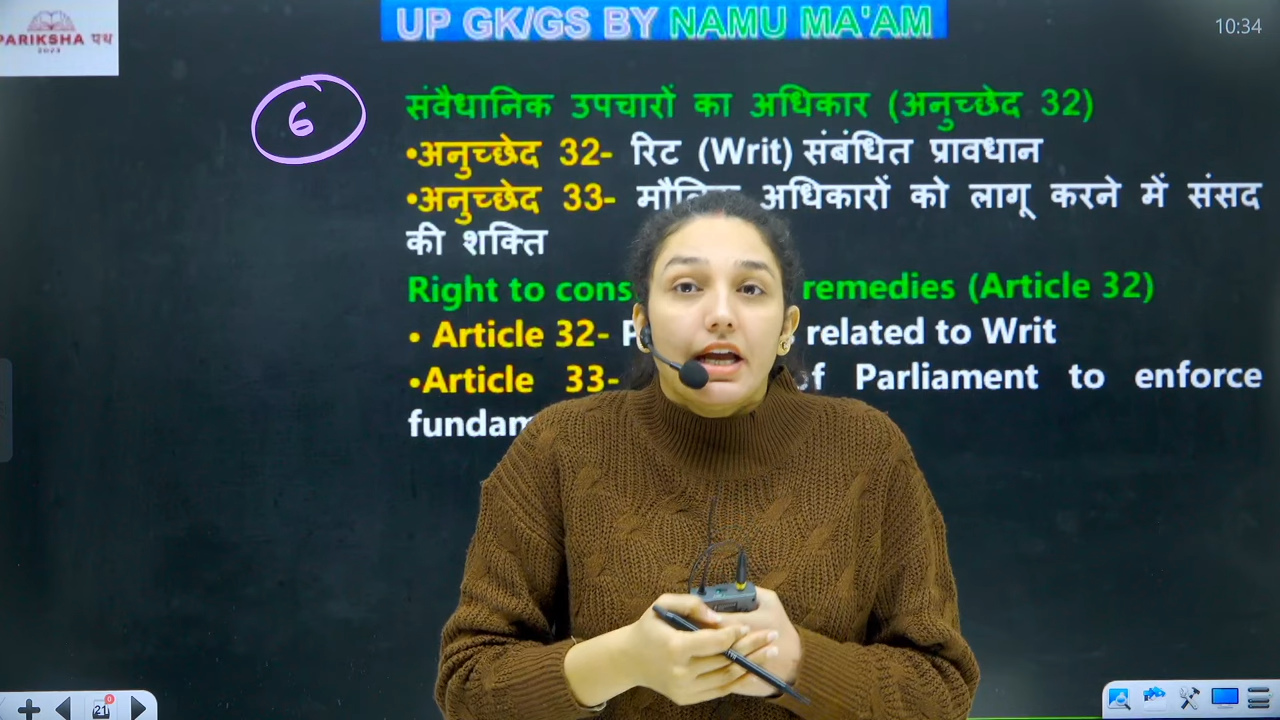 PARIKSHA पथ
2023
UP GK/GS BY NAMU MA'AM
10:34
6
संवैधानिक उपचारों का अधिकार (अनुच्छेद 32)
•अनुच्छेद 32- रिट (Writ) संबंधित प्रावधान
•अनुच्छेद 33- अधिकारों को लागू करने में संसद
की शक्ति
Right to remedies (Article 32)
• Article 32- related to Writ
•Article 33- of Parliament to enforce
21